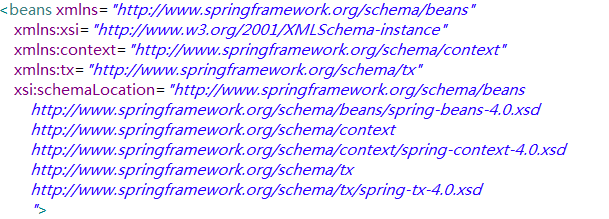 <beans xmlns="http://www.springframework.org/schema/beans"
xmlns:xsi="http://www.w3.org/2001/XMLSchema-instance"
xmlns:context="http://www.springframework.org/schema/context"
xmlns:tx="http://www.springframework.org/schema/tx"
xsi:schemaLocation="http://www.springframework.org/schema/beans
http://www.springframework.org/schema/beans/spring-beans-4.0.xsd
http://www.springframework.org/schema/context
http://www.springframework.org/schema/context/spring-context-4.0.xsd
http://www.springframework.org/schema/tx
http://www.springframework.org/schema/tx/spring-tx-4.0.xsd
">